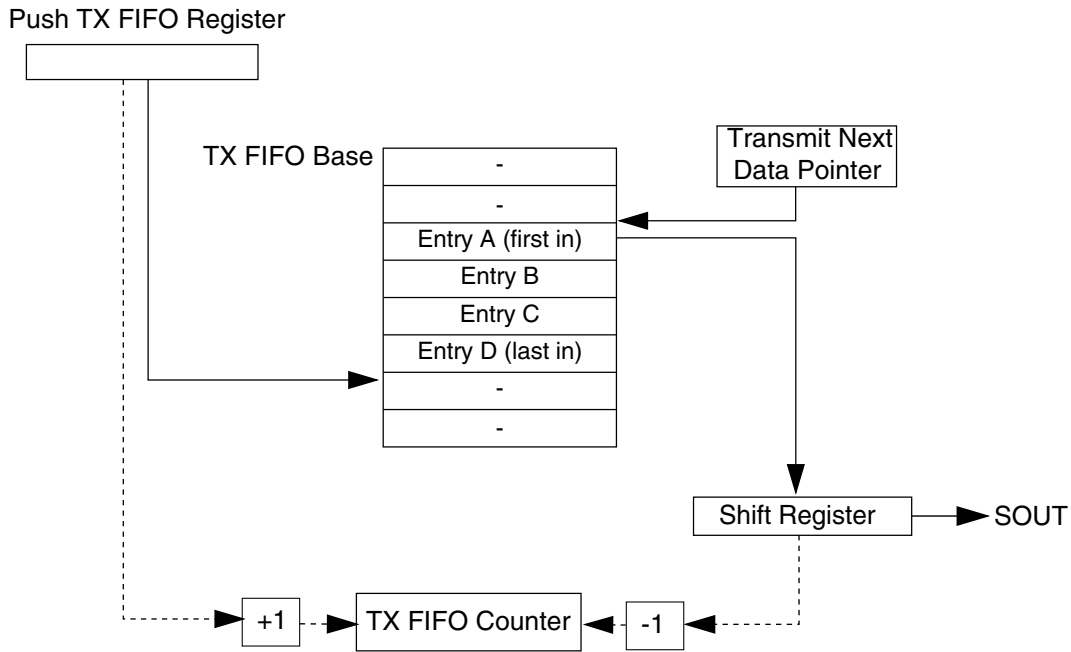 Push TX FIFO Register
TX FIFO Base
-
-
Entry A (first in)
Entry B
Entry C
Entry D (last in)
-
-
Transmit Next
Data Pointer
Shift Register
SOUT
+1
TX FIFO Counter
-1